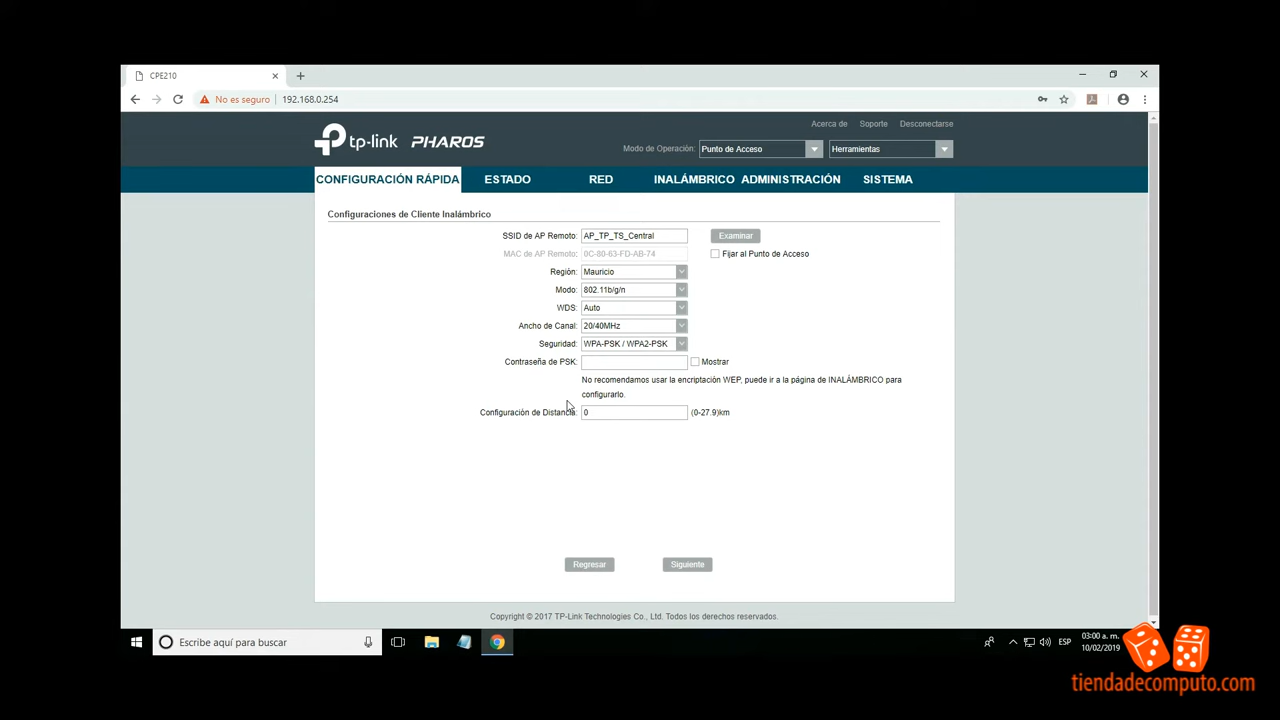 CPE210
No es seguro
192.168.0.254
Acerca de Soporte Desconectarse
tp-link PHAROS
Modo de Operación: Punto de Acceso Herramientas
CONFIGURACIÓN RÁPIDA ESTADO RED INALÁMBRICO ADMINISTRACIÓN SISTEMA
Configuraciones de Cliente Inalámbrico
SSID de AP Remoto: AP_TP_TS_Central Examinar
MAC de AP Remoto: 0C-80-63-FD-AB-74 Fijar al Punto de Acceso
Región: Mauricio
Modo: 802.11b/g/n
WDS: Auto
Ancho de Canal: 20/40MHz
Seguridad: WPA-PSK / WPA2-PSK
Contraseña de PSK: Mostrar
No recomendamos usar la encriptación WEP, puede ir a la página de INALÁMBRICO para
configurarlo.
Configuración de Distancia: 0 (0-27.9)km
Regresar Siguiente
Copyright © 2017 TP-Link Technologies Co., Ltd. Todos los derechos reservados.
Escribe aquí para buscar
ESP
03:00 a. m.
10/02/2019
tiendadecomputo.com